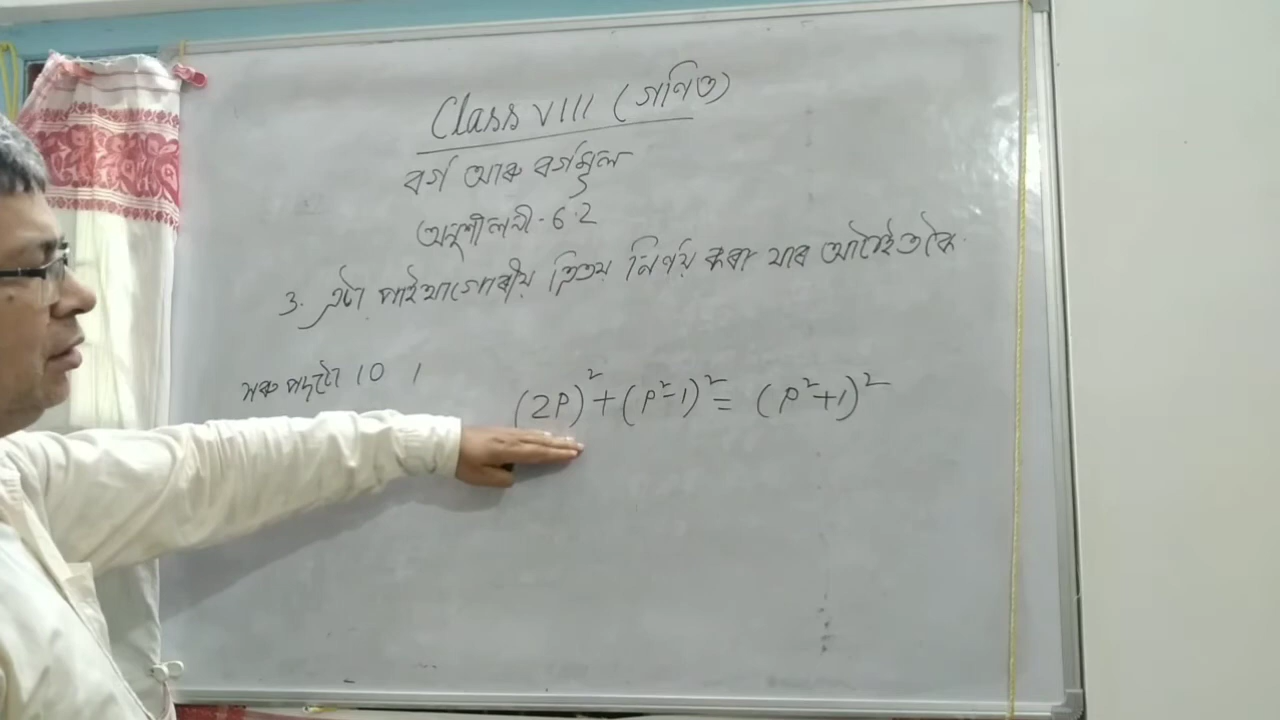 Class VIII (গণিত)
বৰ্গ আৰু বৰ্গমূল
অনুশীলনী - 6.2
3. এটা পাইথাগোৰীয় ত্ৰিতয় নিৰ্ণয় কৰা যাৰ আটাইতকৈ
সৰু পদটো 10 ।
(2P)² + (P²-1)² = (P²+1)²